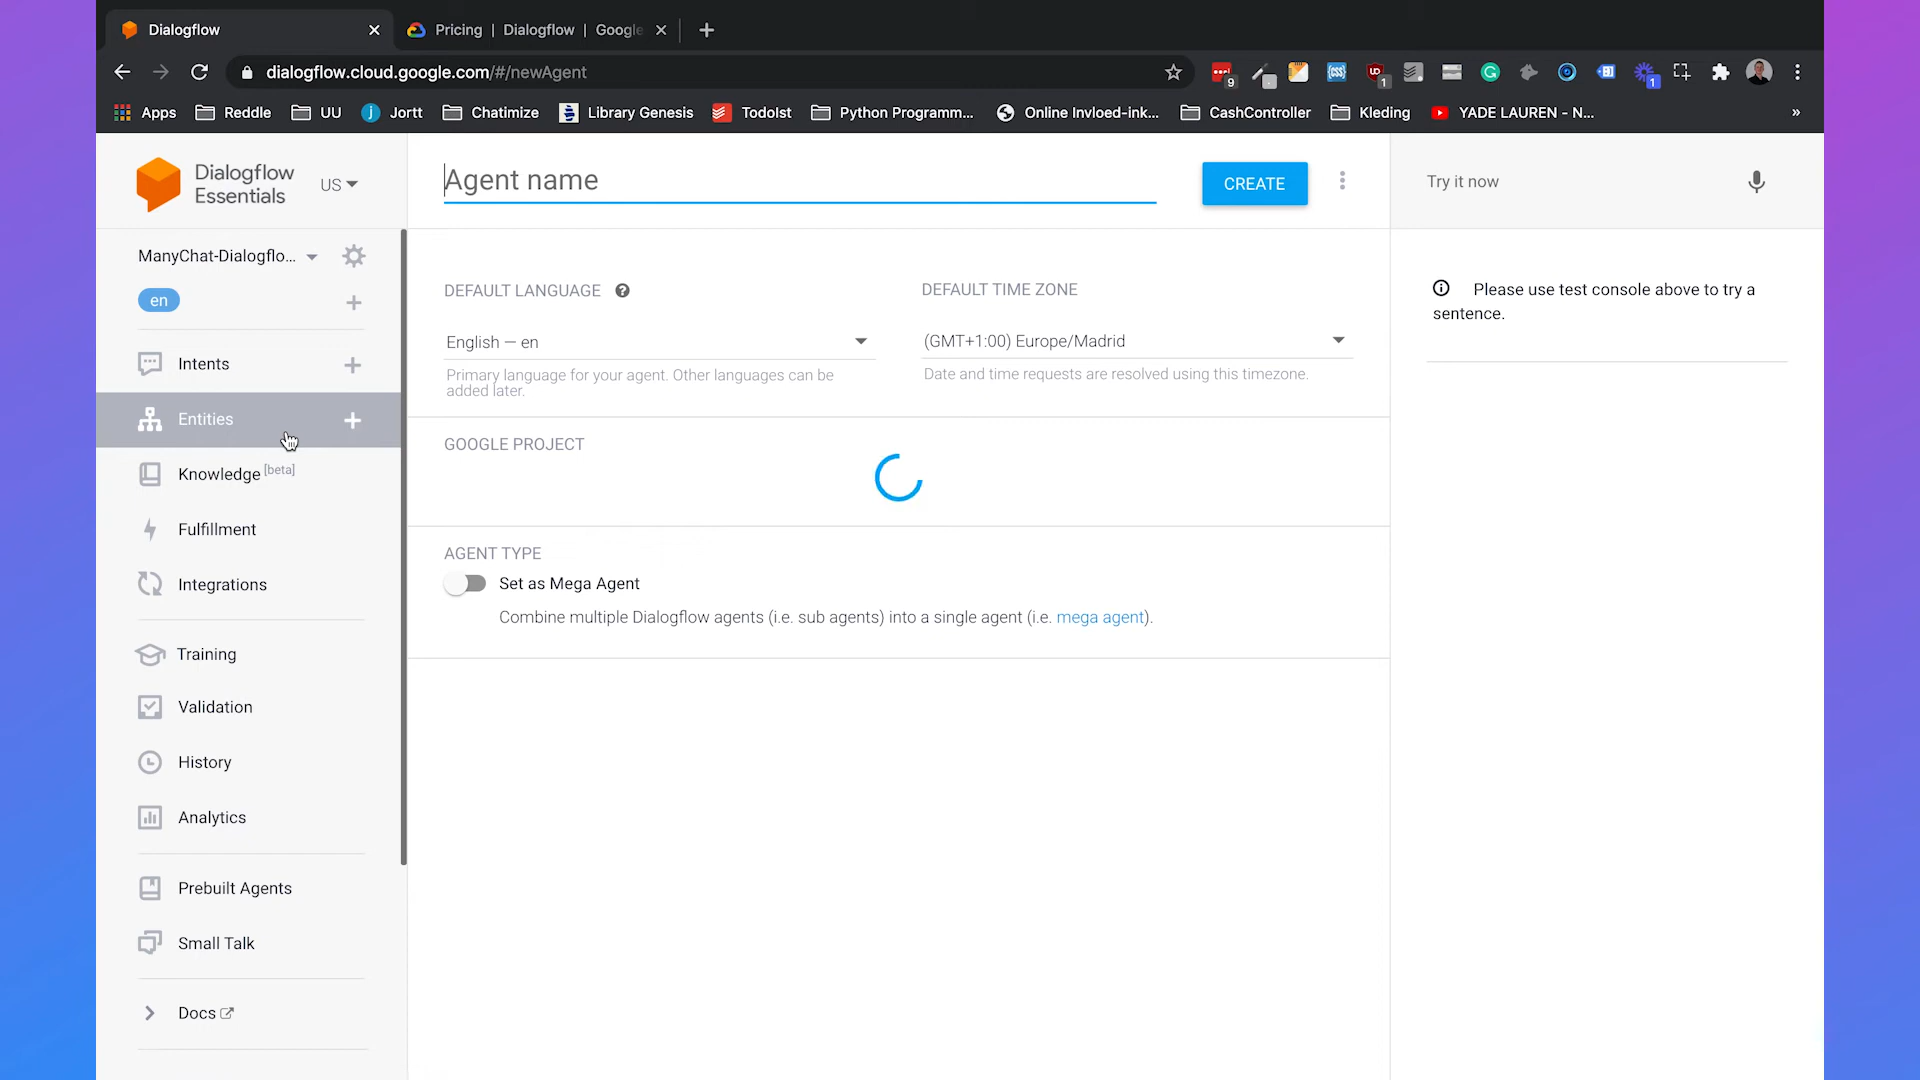 Dialogflow
Pricing | Dialogflow | Google
dialogflow.cloud.google.com/#/newAgent
9
1
1
Apps
Reddle
UU
Jortt
Chatimize
Library Genesis
TodoIst
Python Programm...
Online Invloed-ink...
CashController
Kleding
YADE LAUREN - N...
»
Dialogflow
Essentials
US
Agent name
CREATE
Try it now
ManyChat-Dialogflo...
en
DEFAULT LANGUAGE
DEFAULT TIME ZONE
English — en
(GMT+1:00) Europe/Madrid
Primary language for your agent. Other languages can be
added later.
Date and time requests are resolved using this timezone.
Please use test console above to try a
sentence.
Intents
Entities
Knowledge [beta]
Fulfillment
Integrations
Training
Validation
History
Analytics
Prebuilt Agents
Small Talk
Docs
GOOGLE PROJECT
AGENT TYPE
Set as Mega Agent
Combine multiple Dialogflow agents (i.e. sub agents) into a single agent (i.e. mega agent).